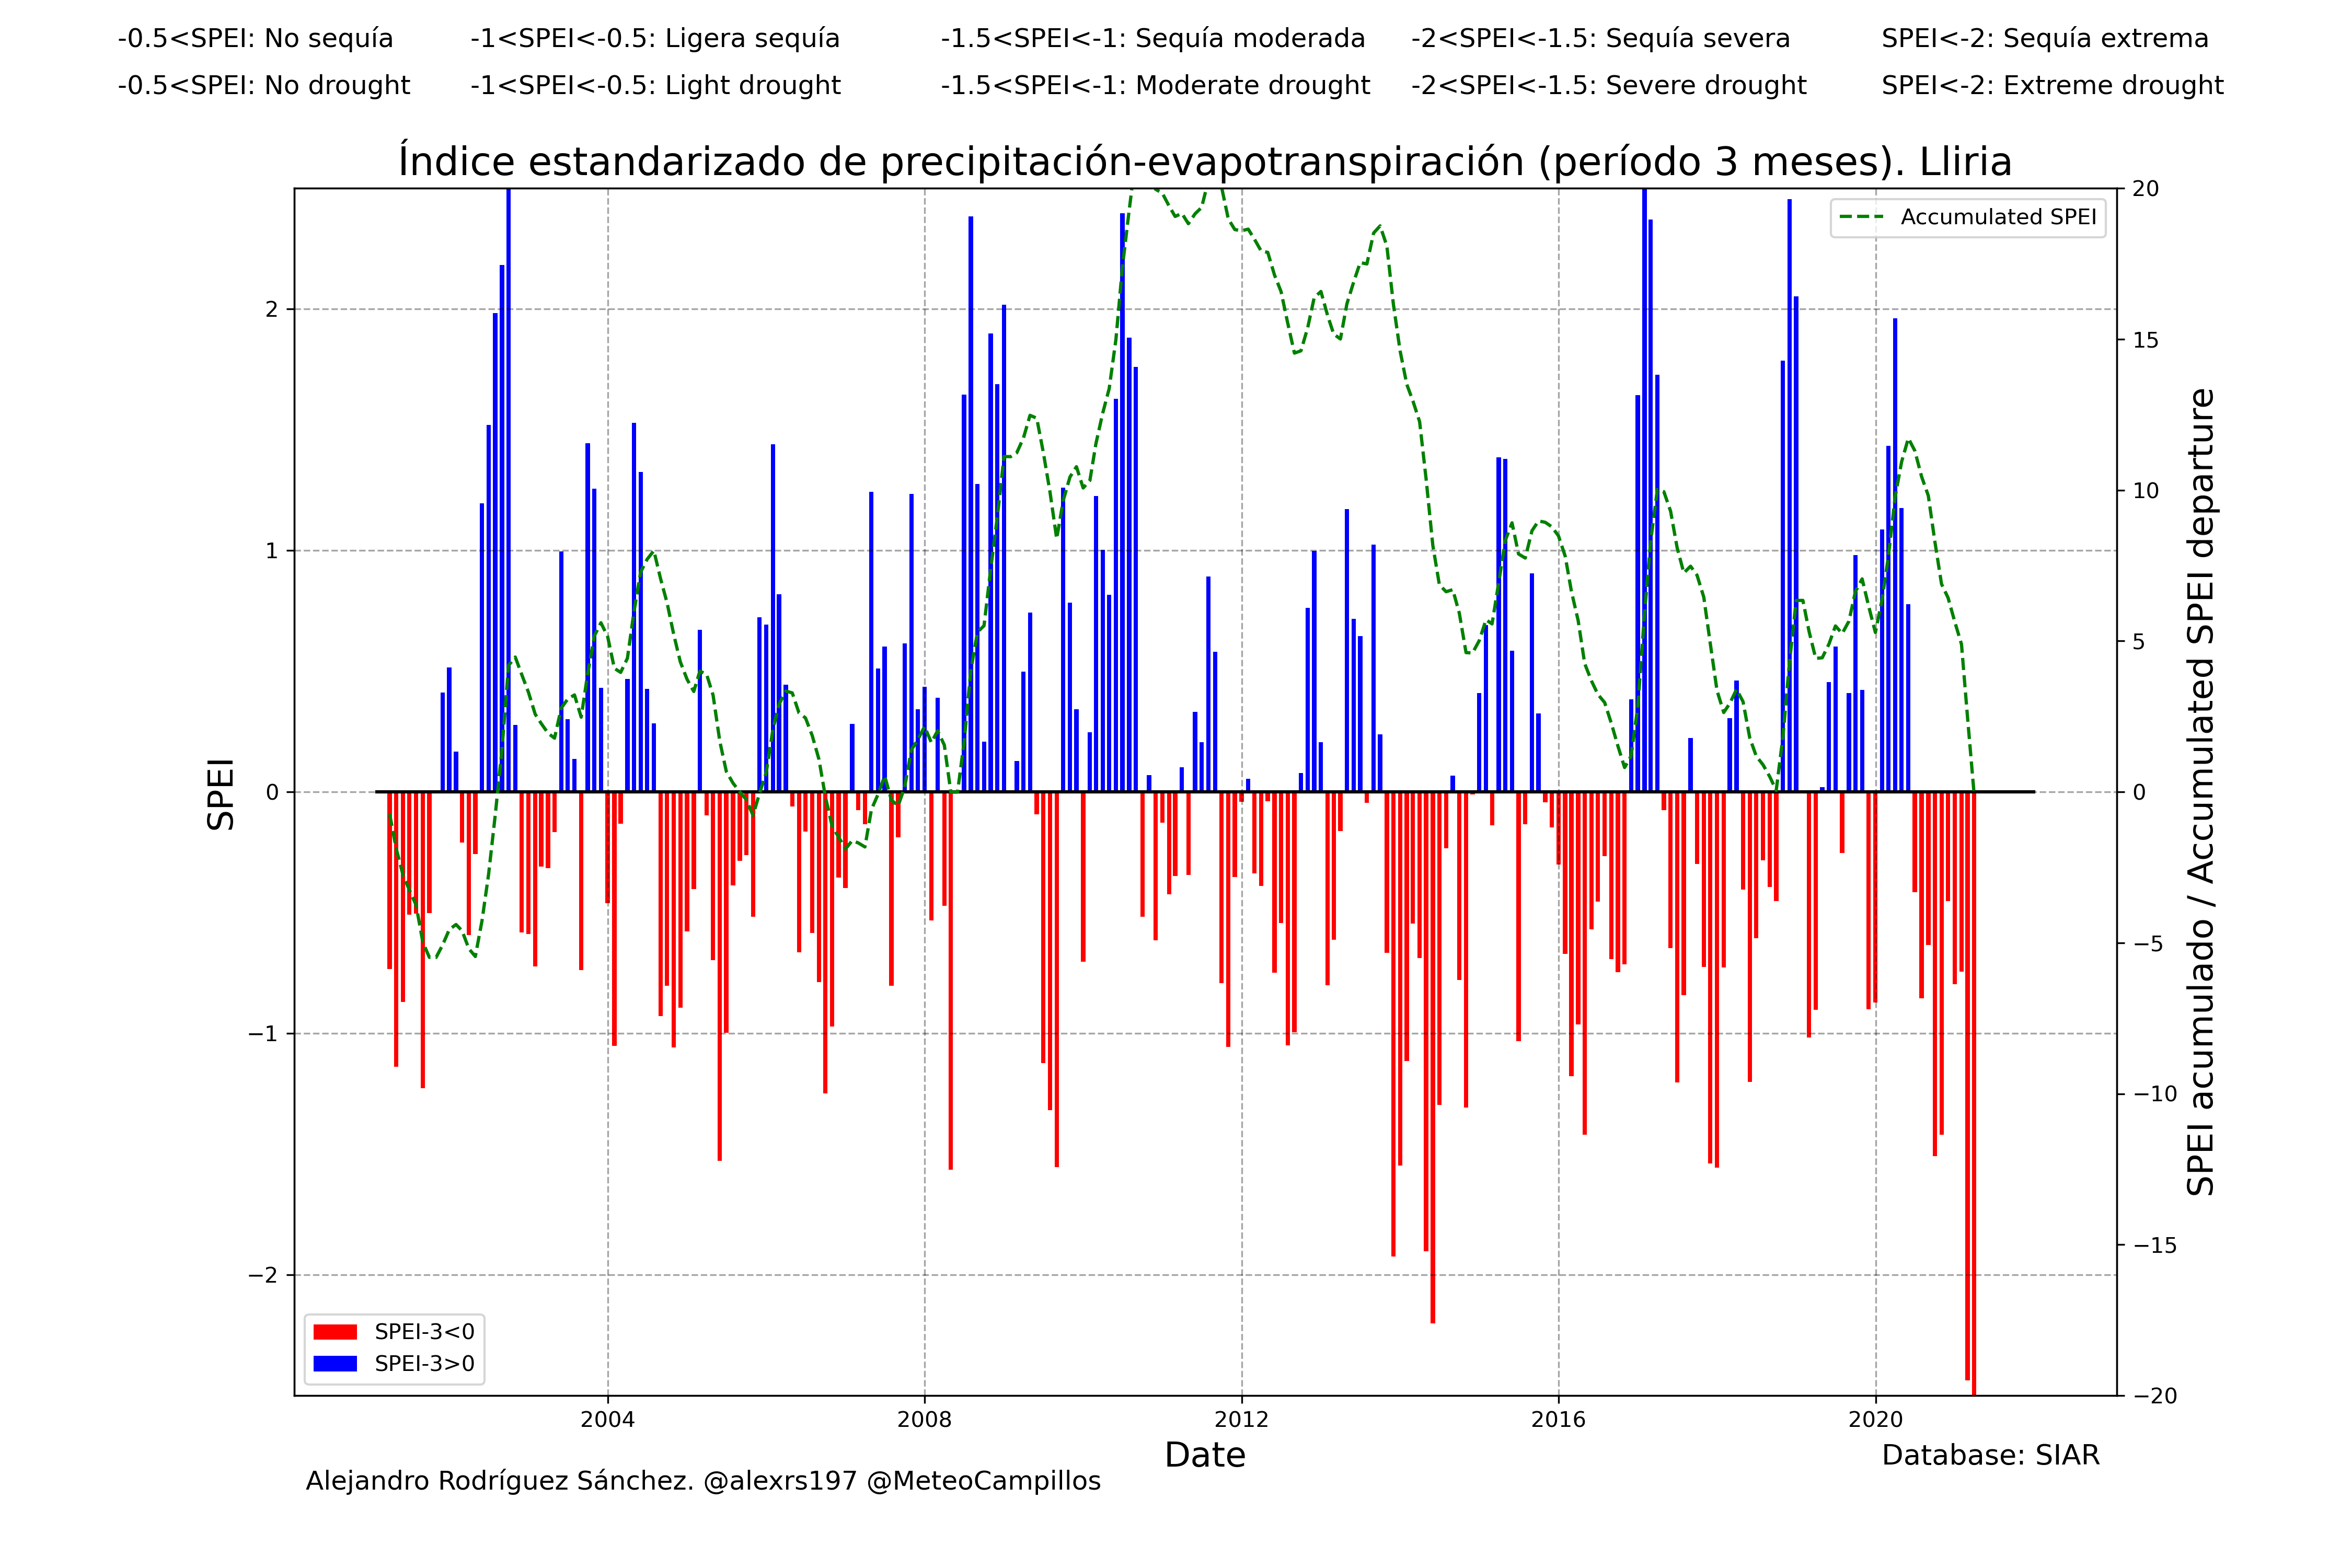 -0.5<SPEI: No sequía -1<SPEI<-0.5: Ligera sequía -1.5<SPEI<-1: Sequía moderada -2<SPEI<-1.5: Sequía severa SPEI<-2: Sequía extrema
-0.5<SPEI: No drought -1<SPEI<-0.5: Light drought -1.5<SPEI<-1: Moderate drought -2<SPEI<-1.5: Severe drought SPEI<-2: Extreme drought
Índice estandarizado de precipitación-evapotranspiración (período 3 meses). Lliria
Accumulated SPEI
SPEI
2
1
0
−1
−2
20
15
10
5
0
−5
−10
−15
−20
SPEI acumulado / Accumulated SPEI departure
SPEI-3<0
SPEI-3>0
2004 2008 2012 2016 2020
Date
Database: SIAR
Alejandro Rodríguez Sánchez. @alexrs197 @MeteoCampillos